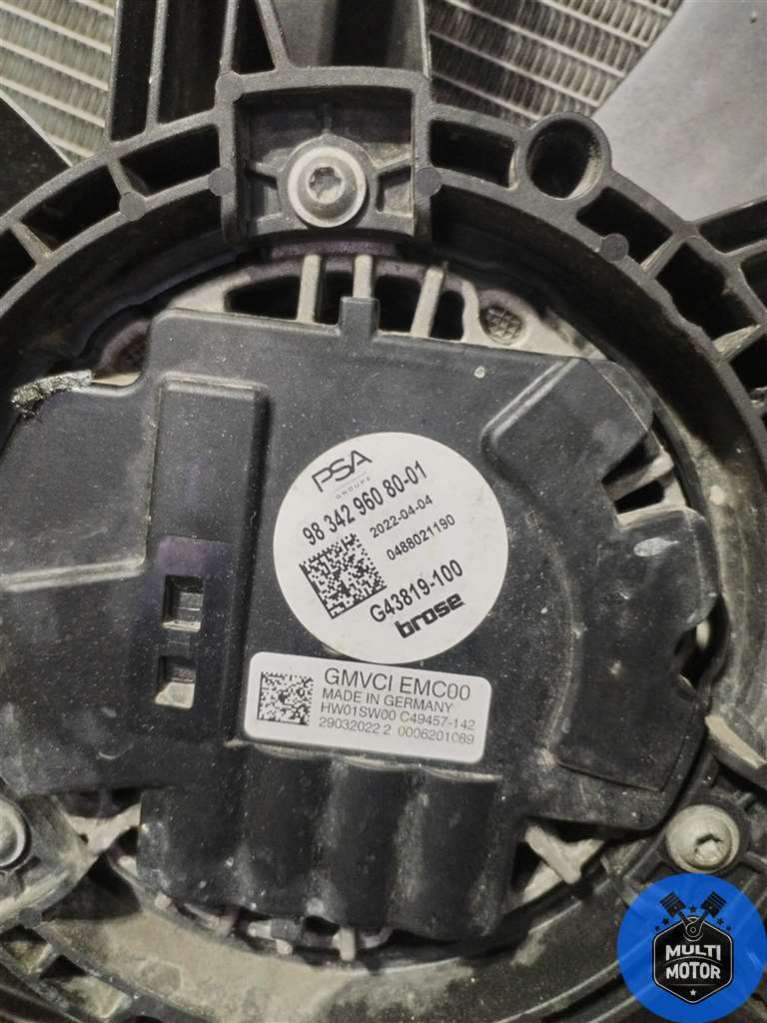 PSA
GROUPE
98 342 960 80-01
2022-04-04
0488021190
G43819-100
brose
GMVCI EMC00
MADE IN GERMANY
HW01SW00 C49457-142
29032022 2 0006201089
MULTI
MOTOR